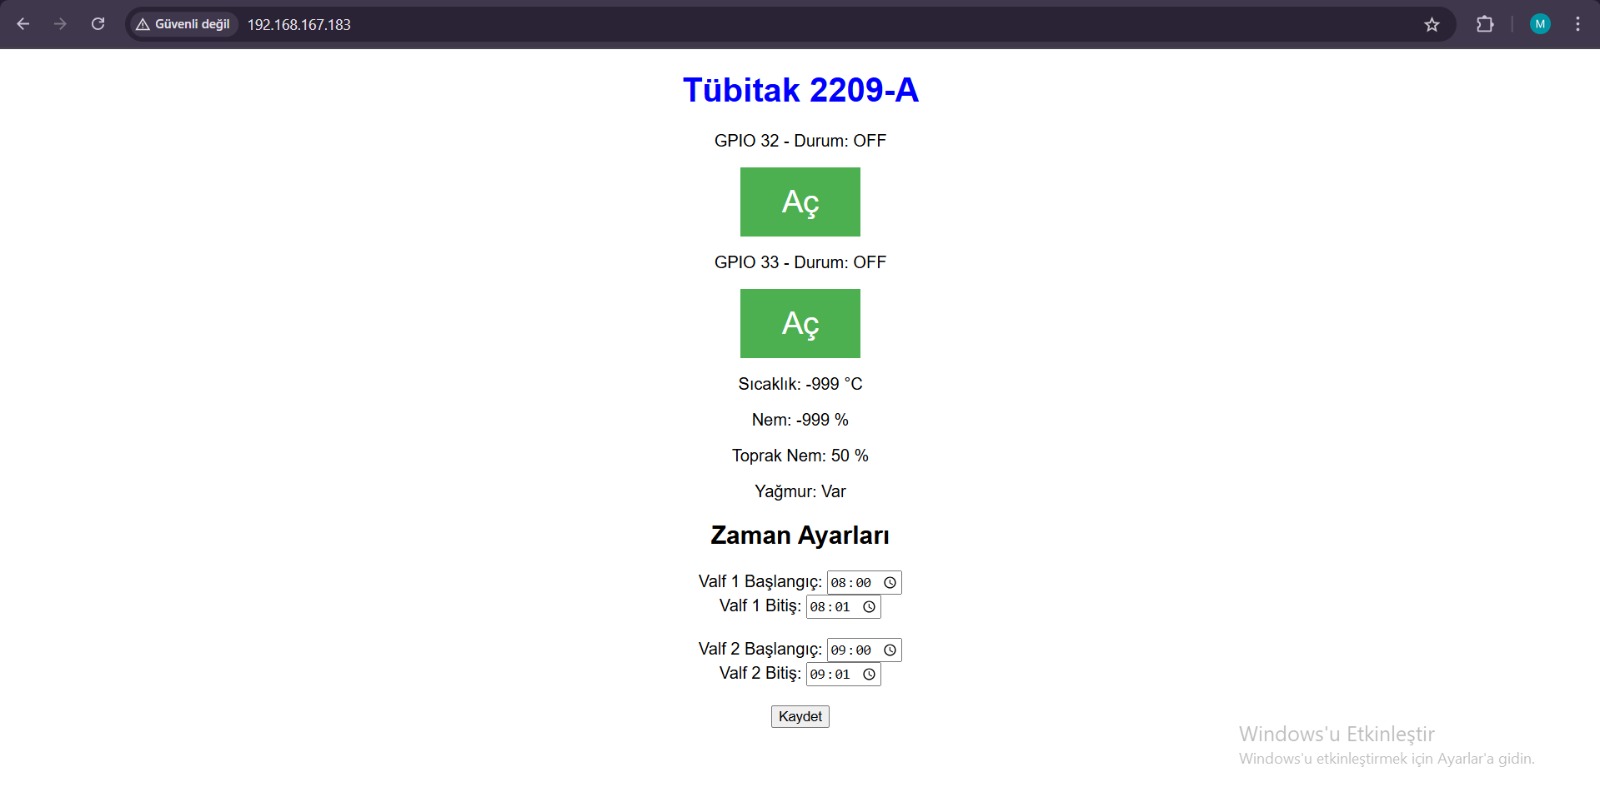 Güvenli değil 192.168.167.183
M
Tübitak 2209-A
GPIO 32 - Durum: OFF
Aç
GPIO 33 - Durum: OFF
Aç
Sıcaklık: -999 °C
Nem: -999 %
Toprak Nem: 50 %
Yağmur: Var
Zaman Ayarları
Valf 1 Başlangıç: 08:00
Valf 1 Bitiş: 08:01
Valf 2 Başlangıç: 09:00
Valf 2 Bitiş: 09:01
Kaydet
Windows'u Etkinleştir
Windows'u etkinleştirmek için Ayarlar'a gidin.